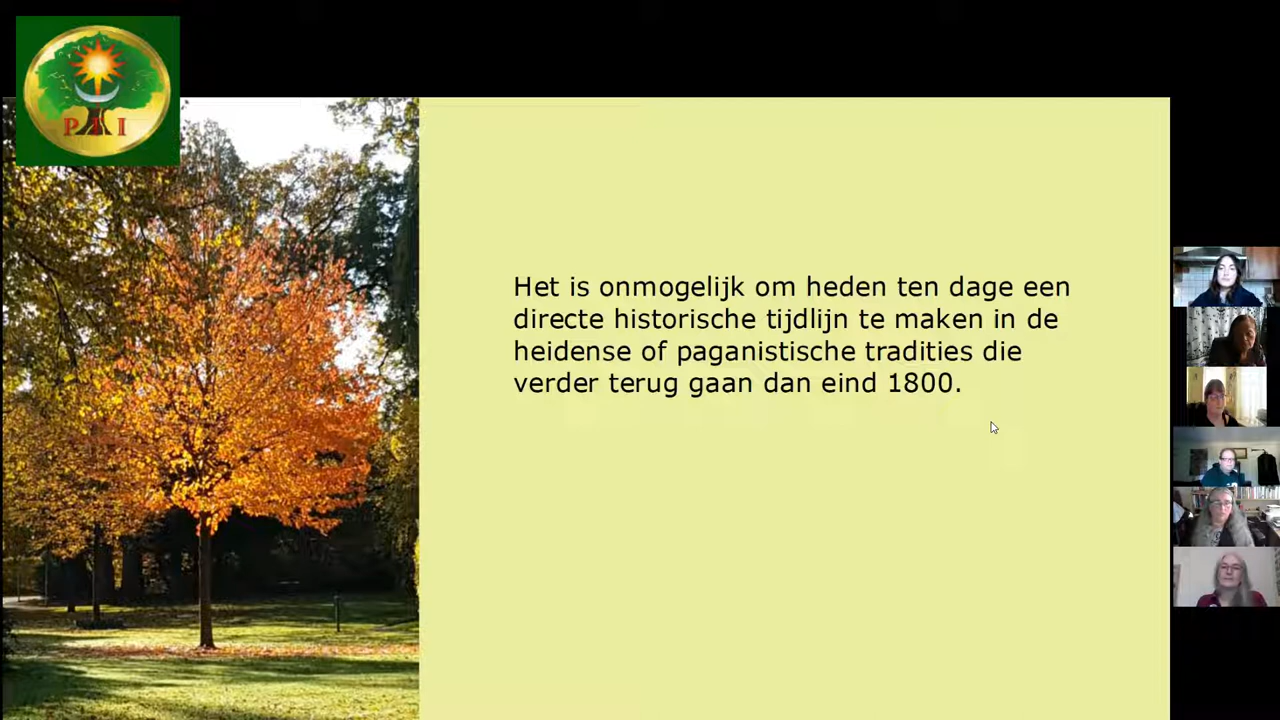 PFI
Het is onmogelijk om heden ten dage een
directe historische tijdlijn te maken in de
heidense of paganistische tradities die
verder terug gaan dan eind 1800.